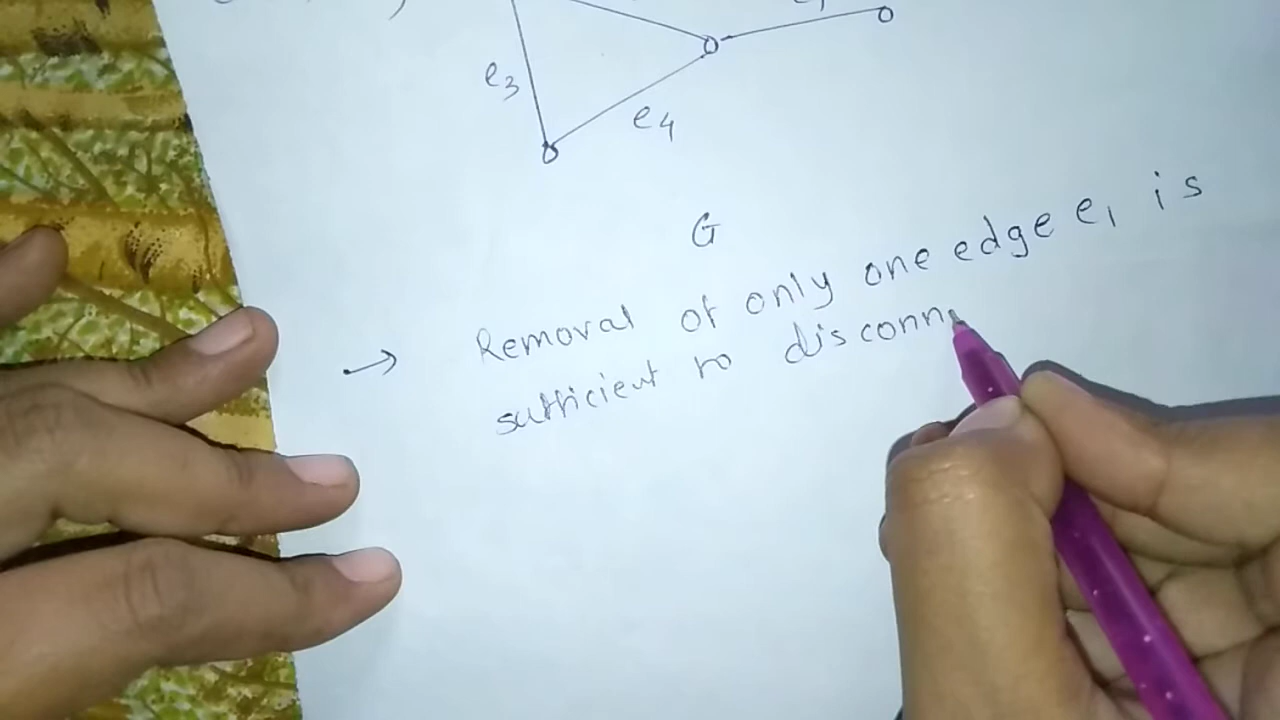 e3
e4
G
→ Removal of only one edge e1 is
sufficient to disconn